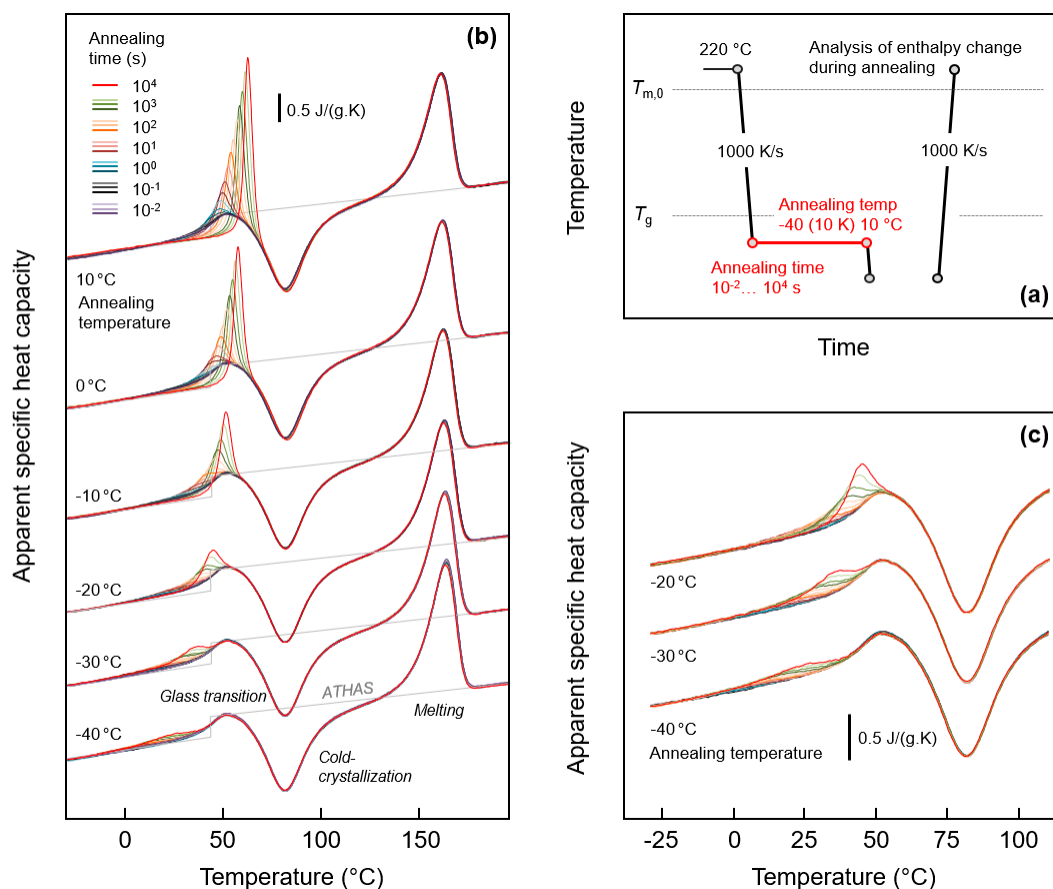 (b)
Annealing
time (s)
10⁴
10³
10²
10¹
10⁰
10⁻¹
10⁻²
0.5 J/(g.K)
10 °C
Annealing
temperature
0 °C
-10 °C
-20 °C
-30 °C
-40 °C
Glass transition
ATHAS
Melting
Cold-
crystallization
Apparent specific heat capacity
0
50
100
150
Temperature (°C)
220 °C
Analysis of enthalpy change
during annealing
Tm,0
1000 K/s
1000 K/s
Tg
Annealing temp
-40 (10 K) 10 °C
Annealing time
10⁻²… 10⁴ s
(a)
Temperature
Time
(c)
-20 °C
-30 °C
-40 °C
Annealing temperature
0.5 J/(g.K)
Apparent specific heat capacity
-25
0
25
50
75
100
Temperature (°C)